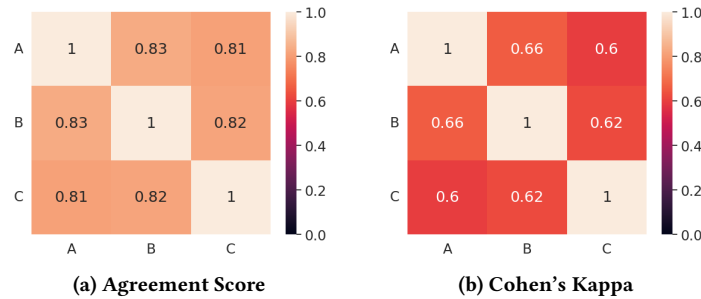 A 1 0.83 0.81
B 0.83 1 0.82
C 0.81 0.82 1
A B C
1.0
0.8
0.6
0.4
0.2
0.0
(a) Agreement Score
A 1 0.66 0.6
B 0.66 1 0.62
C 0.6 0.62 1
A B C
1.0
0.8
0.6
0.4
0.2
0.0
(b) Cohen's Kappa